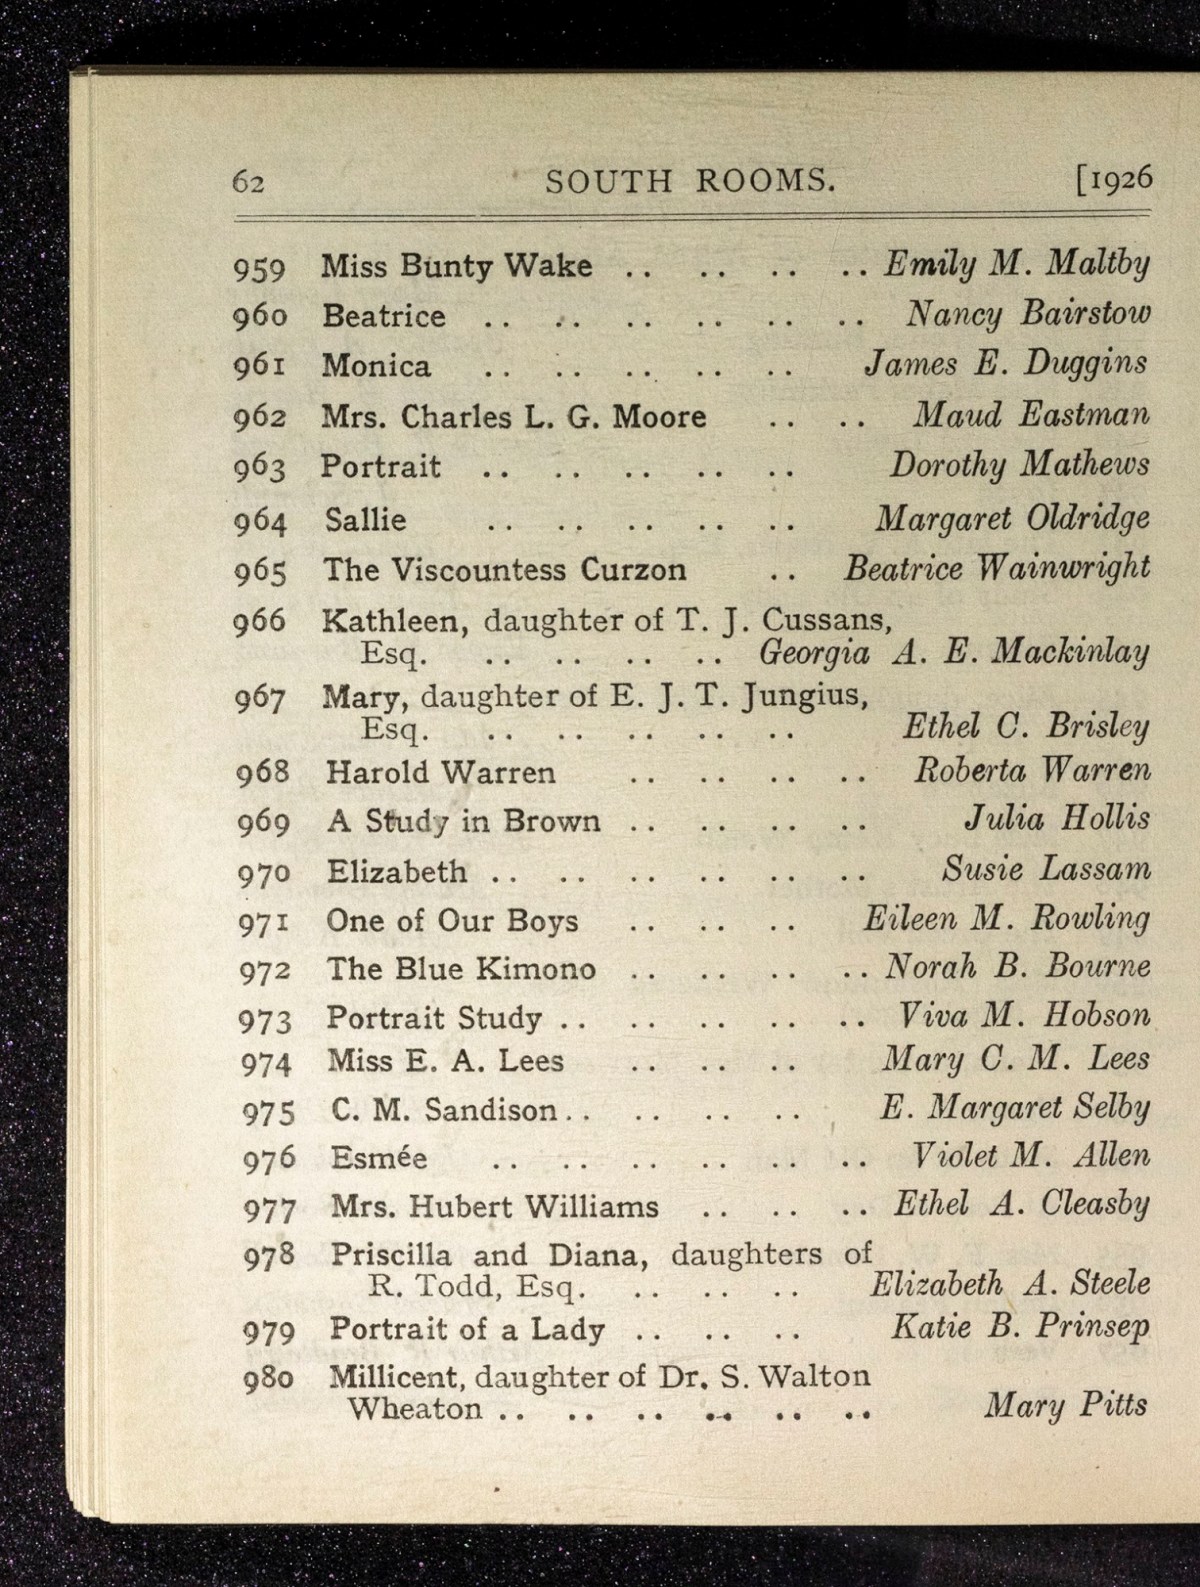 62 SOUTH ROOMS. [1926
959 Miss Bunty Wake .. .. .. .. Emily M. Maltby
960 Beatrice .. .. .. .. .. .. Nancy Bairstow
961 Monica .. .. .. .. .. James E. Duggins
962 Mrs. Charles L. G. Moore .. .. Maud Eastman
963 Portrait .. .. .. .. .. Dorothy Mathews
964 Sallie .. .. .. .. .. Margaret Oldridge
965 The Viscountess Curzon .. Beatrice Wainwright
966 Kathleen, daughter of T. J. Cussans,
Esq. .. .. .. .. Georgia A. E. Mackinlay
967 Mary, daughter of E. J. T. Jungius,
Esq. .. .. .. .. .. Ethel C. Brisley
968 Harold Warren .. .. .. .. Roberta Warren
969 A Study in Brown .. .. .. .. Julia Hollis
970 Elizabeth .. .. .. .. .. .. Susie Lassam
971 One of Our Boys .. .. .. Eileen M. Rowling
972 The Blue Kimono .. .. .. .. Norah B. Bourne
973 Portrait Study .. .. .. .. .. Viva M. Hobson
974 Miss E. A. Lees .. .. .. Mary C. M. Lees
975 C. M. Sandison .. .. .. .. E. Margaret Selby
976 Esmée .. .. .. .. .. .. Violet M. Allen
977 Mrs. Hubert Williams .. .. .. Ethel A. Cleasby
978 Priscilla and Diana, daughters of
R. Todd, Esq. .. .. .. Elizabeth A. Steele
979 Portrait of a Lady .. .. .. Katie B. Prinsep
980 Millicent, daughter of Dr. S. Walton
Wheaton .. .. .. .. .. .. Mary Pitts